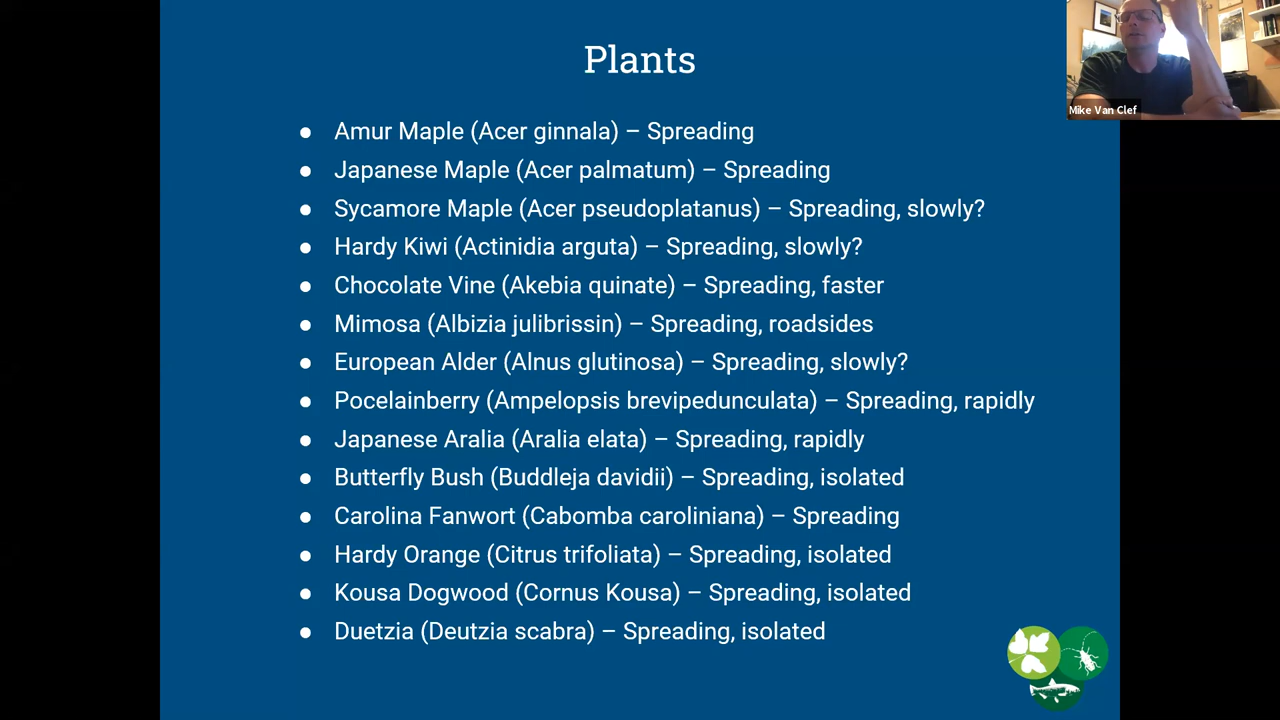 Plants
Mike Van Clef
● Amur Maple (Acer ginnala) – Spreading
● Japanese Maple (Acer palmatum) – Spreading
● Sycamore Maple (Acer pseudoplatanus) – Spreading, slowly?
● Hardy Kiwi (Actinidia arguta) – Spreading, slowly?
● Chocolate Vine (Akebia quinate) – Spreading, faster
● Mimosa (Albizia julibrissin) – Spreading, roadsides
● European Alder (Alnus glutinosa) – Spreading, slowly?
● Pocelainberry (Ampelopsis brevipedunculata) – Spreading, rapidly
● Japanese Aralia (Aralia elata) – Spreading, rapidly
● Butterfly Bush (Buddleja davidii) – Spreading, isolated
● Carolina Fanwort (Cabomba caroliniana) – Spreading
● Hardy Orange (Citrus trifoliata) – Spreading, isolated
● Kousa Dogwood (Cornus Kousa) – Spreading, isolated
● Duetzia (Deutzia scabra) – Spreading, isolated